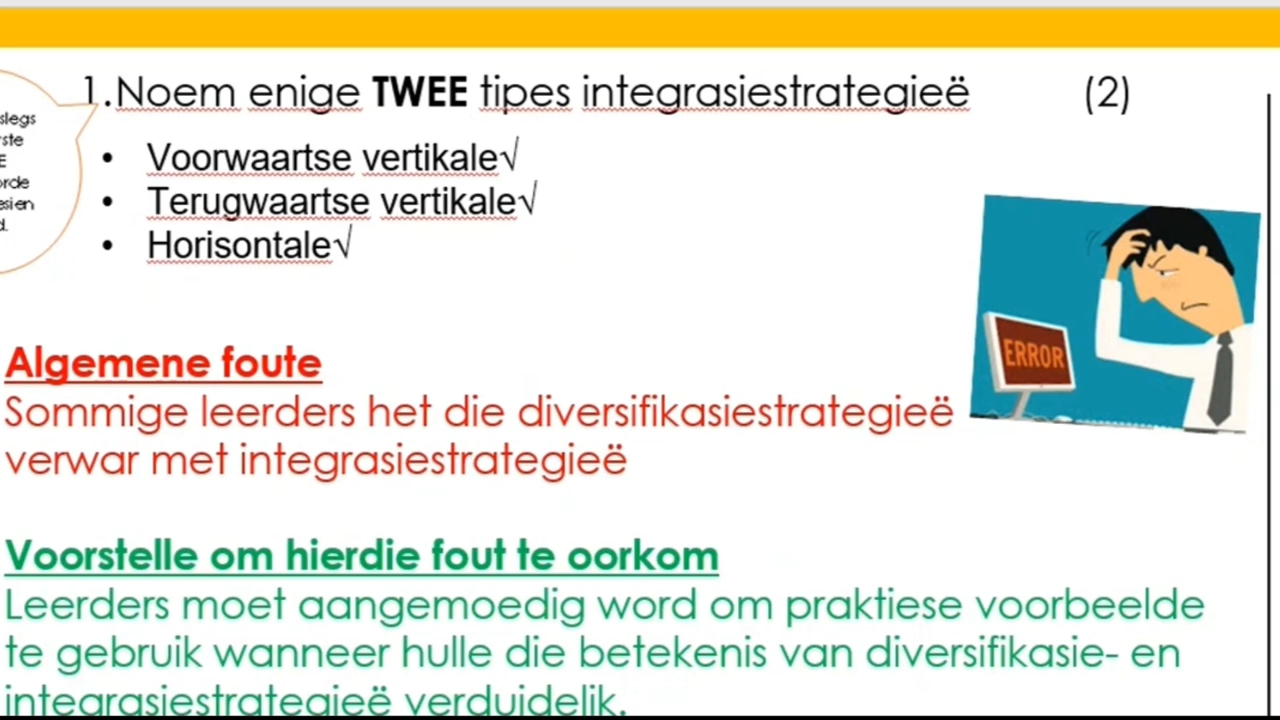 1. Noem enige TWEE tipes integrasiestrategieë (2)
slegs
E
• Voorwaartse vertikale√
• Terugwaartse vertikale√
• Horisontale√
ERROR
Algemene foute
Sommige leerders het die diversifikasiestrategieë
verwar met integrasiestrategieë
Voorstelle om hierdie fout te oorkom
Leerders moet aangemoedig word om praktiese voorbeelde
te gebruik wanneer hulle die betekenis van diversifikasie- en
integrasiestrategieë verduidelik.